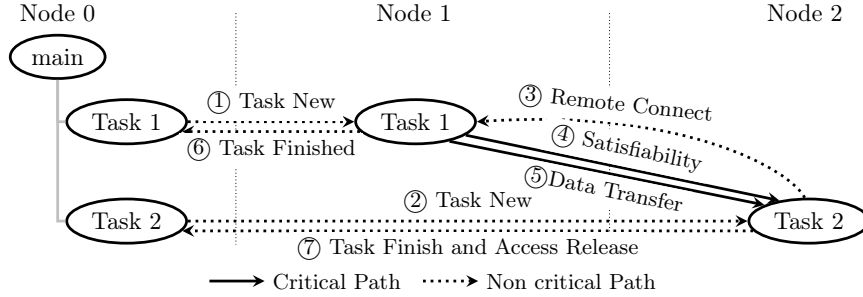 Node 0 Node 1 Node 2
main
③ Remote Connect
① Task New
Task 1 Task 1
④ Satisfiability
⑥ Task Finished
⑤Data Transfer
② Task New
Task 2 Task 2
⑦ Task Finish and Access Release
Critical Path Non critical Path